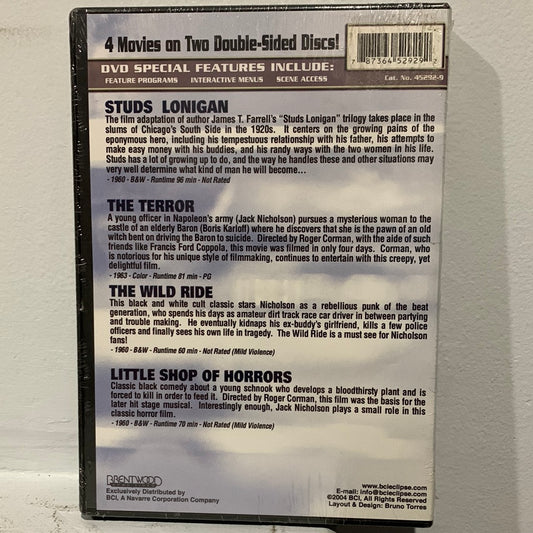 4 Movies on Two Double-Sided Discs!
DVD SPECIAL FEATURES INCLUDE:
FEATURE PROGRAMS INTERACTIVE MENUS SCENE ACCESS
7 87364 52929 2
Cat. No. 45292-9
STUDS LONIGAN
The film adaptation of author James T. Farrell's "Studs Lonigan" trilogy takes place in the
slums of Chicago's South Side in the 1920s. It centers on the growing pains of the
eponymous hero, including his tempestuous relationship with his father, his attempts to
make easy money with his buddies, and his randy ways with the two women in his life.
Studs has a lot of growing up to do, and the way he handles these and other situations may
very well determine what kind of man he will become...
- 1960 - B&W - Runtime 96 min - Not Rated
THE TERROR
A young officer in Napoleon's army (Jack Nicholson) pursues a mysterious woman to the
castle of an elderly Baron (Boris Karloff) where he discovers that she is the pawn of an old
witch bent on driving the Baron to suicide. Directed by Roger Corman, with the aide of such
friends like Francis Ford Coppola, this movie was filmed in only four days. Corman, who
is notorious for his unique style of filmmaking, continues to entertain with this creepy, yet
delightful film.
- 1963 - Color - Runtime 81 min - PG
THE WILD RIDE
This black and white cult classic stars Nicholson as a rebellious punk of the beat
generation, who spends his days as amateur dirt track race car driver in between partying
and trouble making. He eventually kidnaps his ex-buddy's girlfriend, kills a few police
officers and finally sees his own life in tragedy. The Wild Ride is a must see for Nicholson
fans!
- 1960 - B&W - Runtime 60 min - Not Rated (Mild Violence)
LITTLE SHOP OF HORRORS
Classic black comedy about a young schnook who develops a bloodthirsty plant and is
forced to kill in order to feed it. Directed by Roger Corman, this film was the basis for the
later hit stage musical. Interestingly enough, Jack Nicholson plays a small role in this
classic horror film.
- 1960 - B&W - Runtime 70 min - Not Rated (Mild Violence)
BRENTWOOD
Exclusively Distributed by
BCI, A Navarre Corporation Company
www.bcieclipse.com
E-mail: info@bcieclipse.com
©2004 BCI, All Rights Reserved
Layout & Design: Bruno Torres